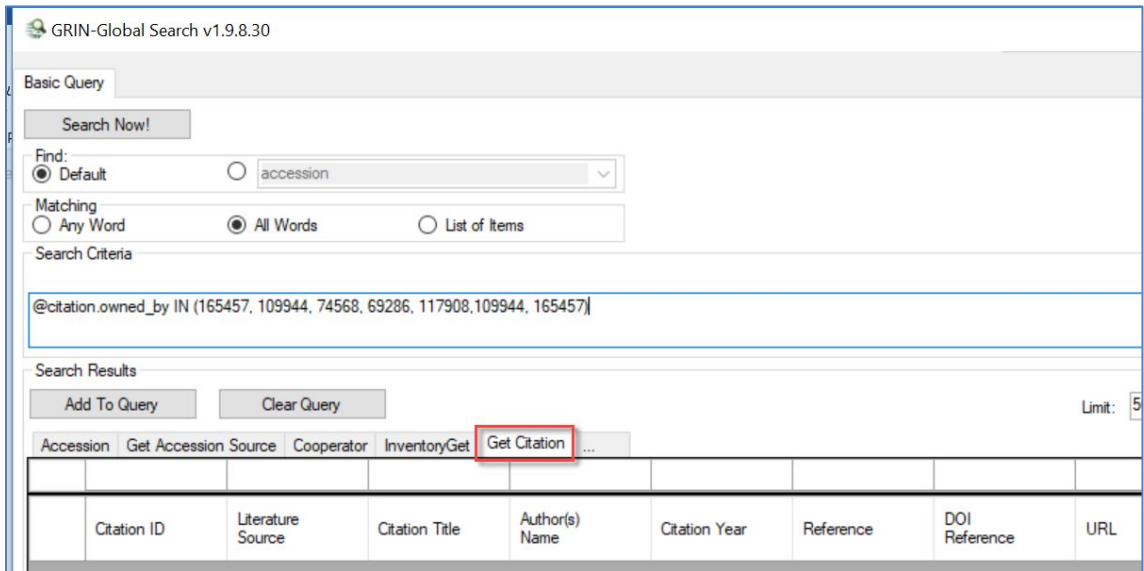 GRIN-Global Search v1.9.8.30
Basic Query
Search Now!
Find:
Default accession
Matching
Any Word All Words List of Items
Search Criteria
@citation.owned_by IN (165457, 109944, 74568, 69286, 117908,109944, 165457)
Search Results
Add To Query Clear Query Limit: 5
Accession Get Accession Source Cooperator InventoryGet Get Citation ...
Citation ID Literature Source Citation Title Author(s) Name Citation Year Reference DOI Reference URL